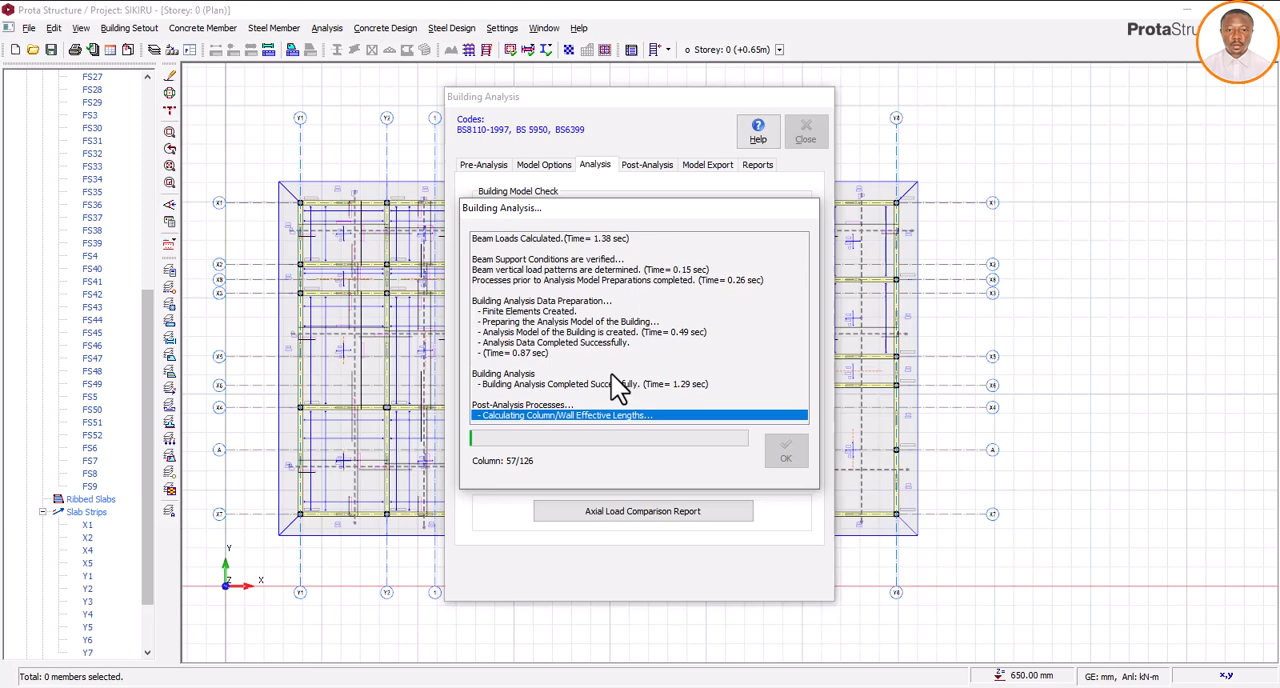 Prota Structure / Project: SIKIRU - [Storey: 0 (Plan)]
File Edit View Building Setout Concrete Member Steel Member Analysis Concrete Design Steel Design Settings Window Help
ProtaStru
o Storey: 0 (+0.65m)
FS27
FS28
FS29
FS3
FS30
FS31
FS32
FS33
FS34
FS35
FS36
FS37
FS38
FS39
FS4
FS40
FS41
FS42
FS43
FS44
FS45
FS46
FS47
FS48
FS49
FS5
FS50
FS51
FS52
FS6
FS7
FS8
FS9
Ribbed Slabs
Slab Strips
X1
X2
X4
X5
Y1
Y2
Y3
Y4
Y5
Y6
Y7
Building Analysis
Codes:
BS8110-1997, BS 5950, BS6399
Help
Close
Pre-Analysis Model Options Analysis Post-Analysis Model Export Reports
Building Model Check
Building Analysis...
Beam Loads Calculated.(Time= 1.38 sec)
Beam Support Conditions are verified...
Beam vertical load patterns are determined. (Time= 0.15 sec)
Processes prior to Analysis Model Preparations completed. (Time= 0.26 sec)
Building Analysis Data Preparation...
- Finite Elements Created.
- Preparing the Analysis Model of the Building...
- Analysis Model of the Building is created. (Time= 0.49 sec)
- Analysis Data Completed Successfully.
- (Time= 0.87 sec)
Building Analysis
- Building Analysis Completed Successfully. (Time= 1.29 sec)
Post-Analysis Processes...
- Calculating Column/Wall Effective Lengths...
OK
Column: 57/126
Axial Load Comparison Report
Y
Z
X
Total: 0 members selected.
Z= 650.00 mm
GE: mm, Anl: kN-m
x,y